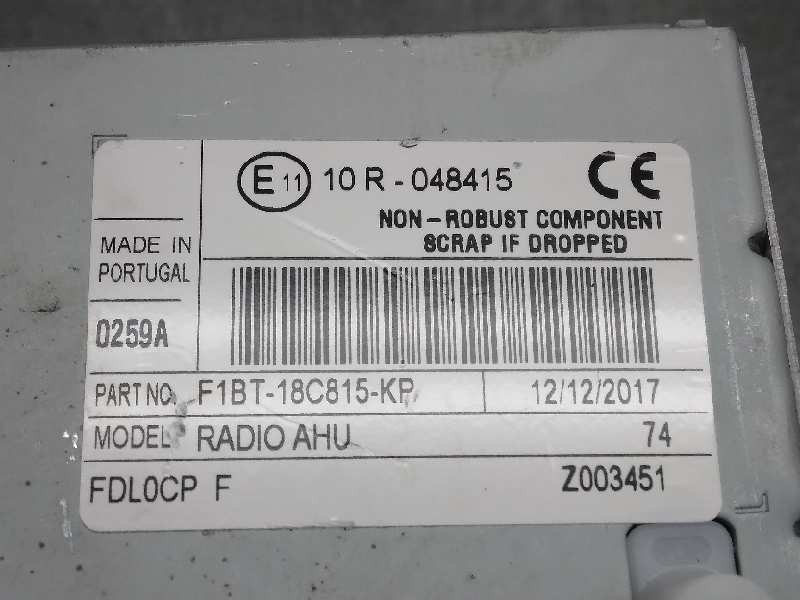 E11 10 R - 048415 CE
NON-ROBUST COMPONENT
SCRAP IF DROPPED
MADE IN
PORTUGAL
0259A
PART NO. F1BT-18C815-KP 12/12/2017
MODEL RADIO AHU 74
FDL0CP F Z003451